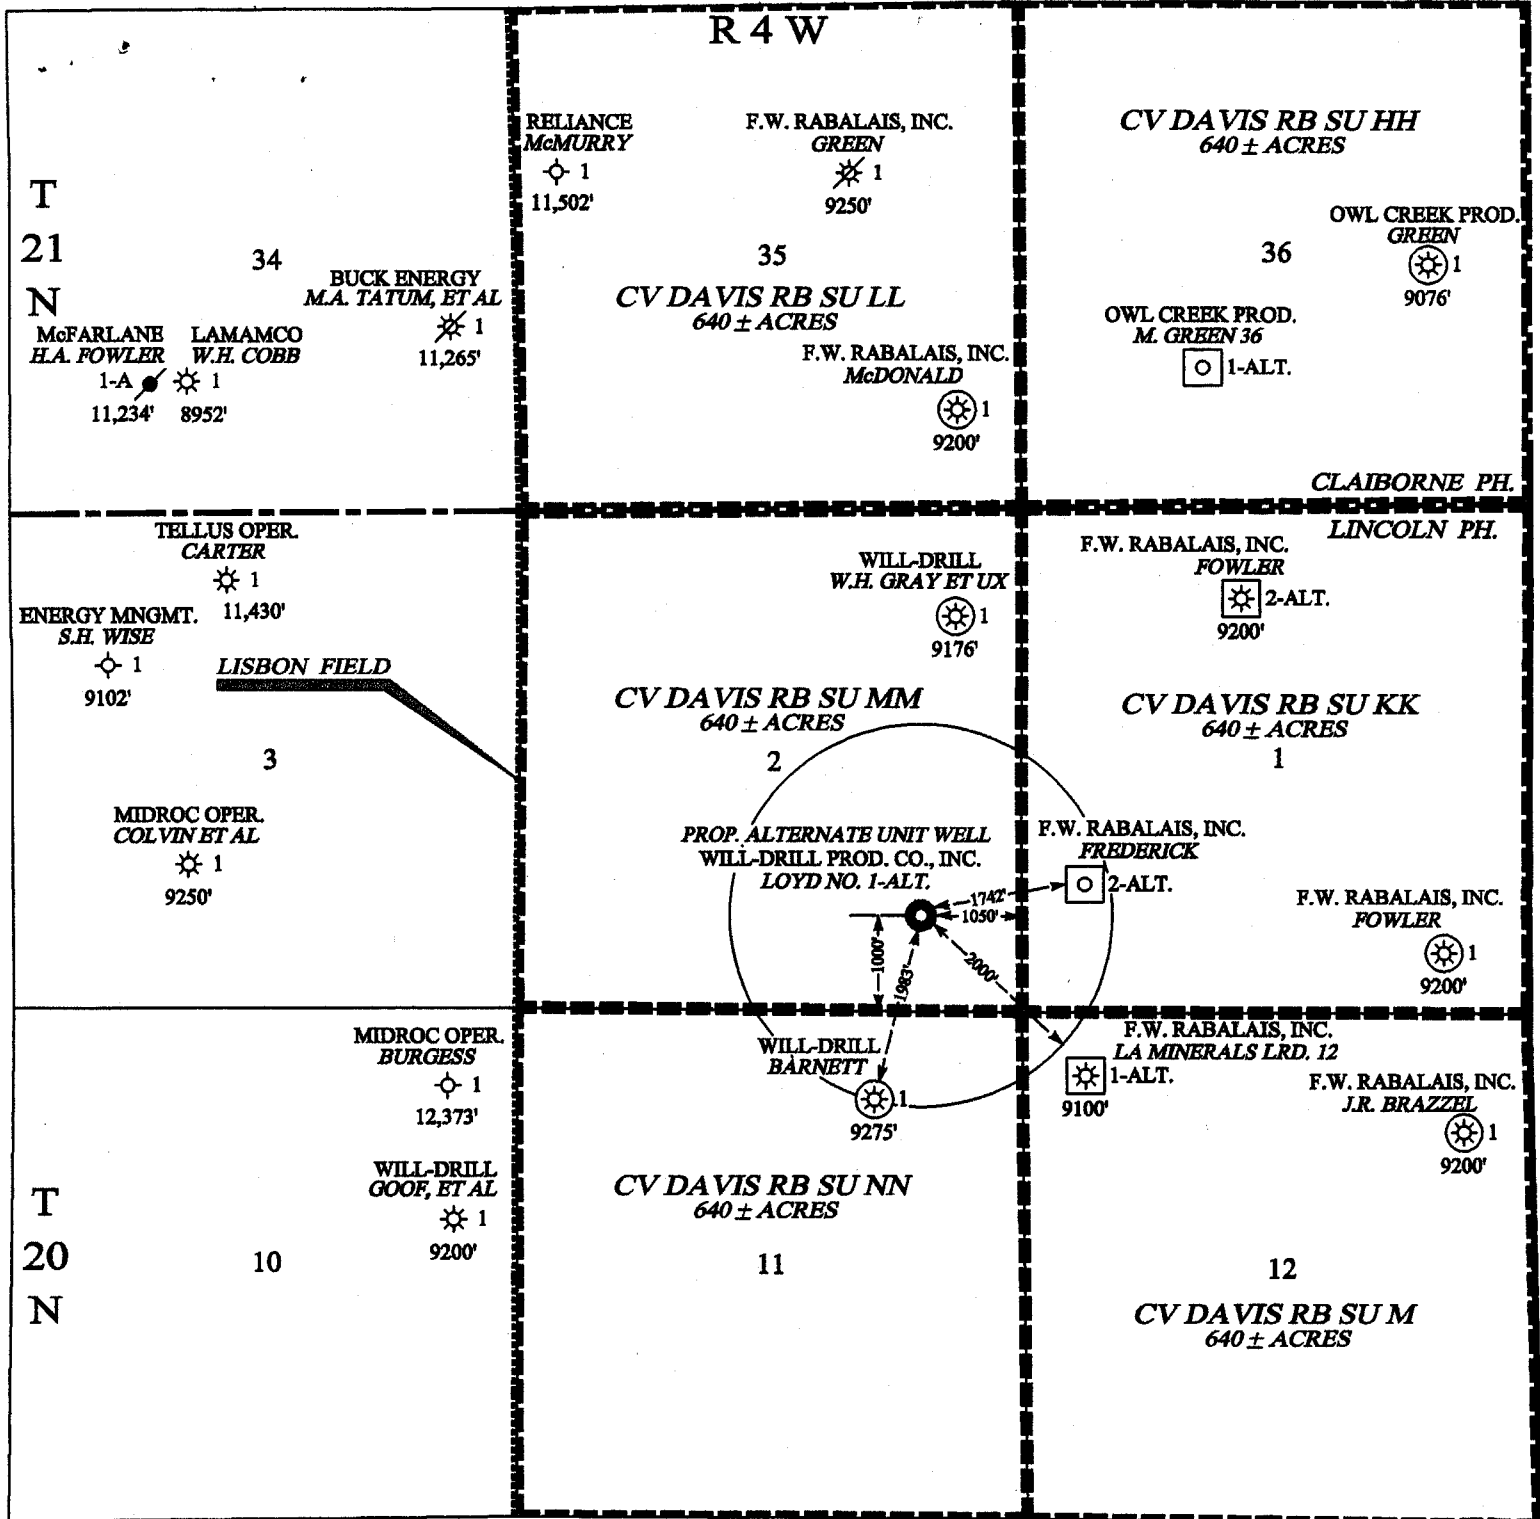 R 4 W
T
21
N
34
BUCK ENERGY
M.A. TATUM, ET AL
1
11,265'
McFARLANE
H.A. FOWLER
1-A
11,234'
LAMAMCO
W.H. COBB
1
8952'
RELIANCE
McMURRY
1
11,502'
F.W. RABALAIS, INC.
GREEN
1
9250'
35
CV DAVIS RB SU LL
640 ± ACRES
F.W. RABALAIS, INC.
McDONALD
1
9200'
CV DAVIS RB SU HH
640 ± ACRES
OWL CREEK PROD.
GREEN
1
9076'
36
OWL CREEK PROD.
M. GREEN 36
1-ALT.
CLAIBORNE PH.
LINCOLN PH.
TELLUS OPER.
CARTER
1
11,430'
ENERGY MNGMT.
S.H. WISE
1
9102'
LISBON FIELD
3
MIDROC OPER.
COLVIN ET AL
1
9250'
WILL-DRILL
W.H. GRAY ET UX
1
9176'
CV DAVIS RB SU MM
640 ± ACRES
2
PROP. ALTERNATE UNIT WELL
WILL-DRILL PROD. CO., INC.
LOYD NO. 1-ALT.
1742'
1050'
1000'
1983'
2000'
F.W. RABALAIS, INC.
FOWLER
2-ALT.
9200'
CV DAVIS RB SU KK
640 ± ACRES
1
F.W. RABALAIS, INC.
FREDERICK
2-ALT.
F.W. RABALAIS, INC.
FOWLER
1
9200'
T
20
N
MIDROC OPER.
BURGESS
1
12,373'
WILL-DRILL
GOOF, ET AL
1
9200'
10
WILL-DRILL
BARNETT
1
9275'
CV DAVIS RB SU NN
640 ± ACRES
11
F.W. RABALAIS, INC.
LA MINERALS LRD. 12
1-ALT.
9100'
F.W. RABALAIS, INC.
J.R. BRAZZEL
1
9200'
12
CV DAVIS RB SU M
640 ± ACRES